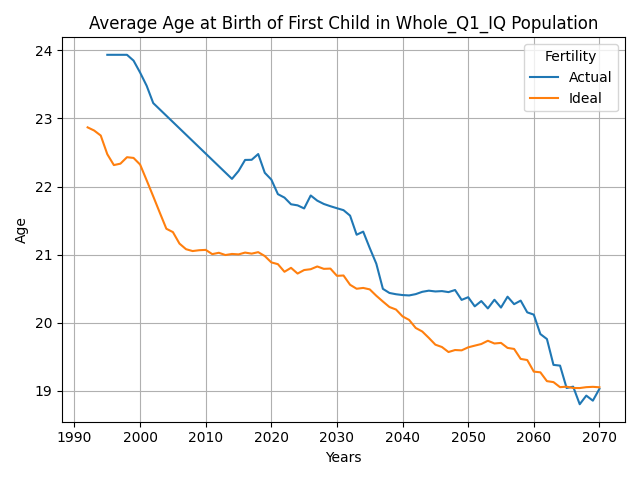 Average Age at Birth of First Child in Whole_Q1_IQ Population
Fertility
Actual
Ideal
24
23
22
21
20
19
Age
1990
2000
2010
2020
2030
2040
2050
2060
2070
Years